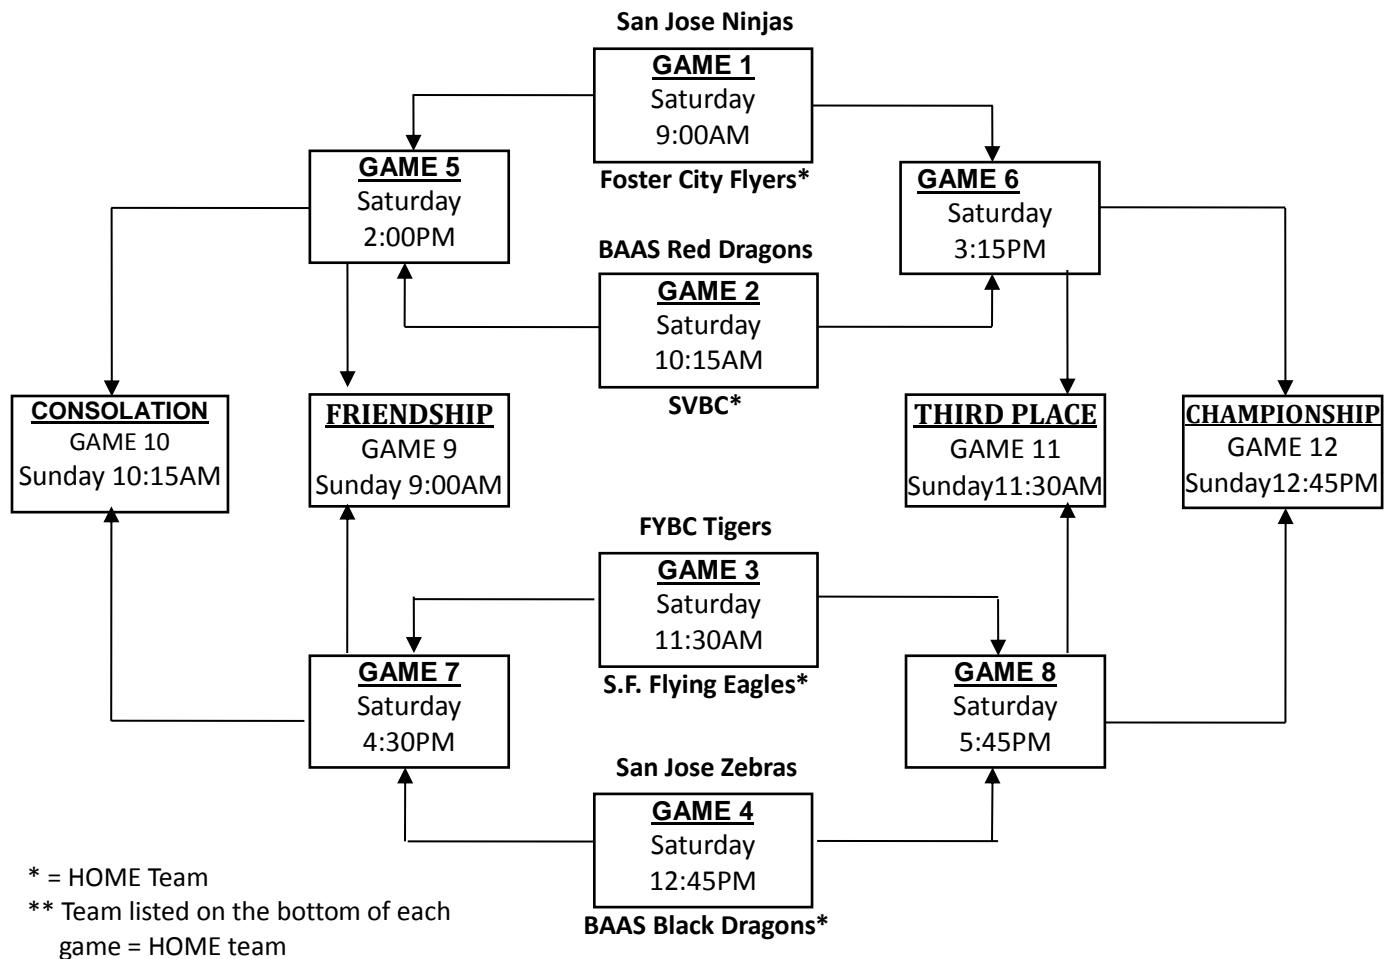 San Jose Ninjas
GAME 1
Saturday
9:00AM
Foster City Flyers*
GAME 5
Saturday
2:00PM
GAME 6
Saturday
3:15PM
BAAS Red Dragons
GAME 2
Saturday
10:15AM
SVBC*
CONSOLATION
GAME 10
Sunday 10:15AM
FRIENDSHIP
GAME 9
Sunday 9:00AM
THIRD PLACE
GAME 11
Sunday11:30AM
CHAMPIONSHIP
GAME 12
Sunday12:45PM
FYBC Tigers
GAME 3
Saturday
11:30AM
S.F. Flying Eagles*
GAME 7
Saturday
4:30PM
GAME 8
Saturday
5:45PM
San Jose Zebras
GAME 4
Saturday
12:45PM
BAAS Black Dragons*
* = HOME Team
** Team listed on the bottom of each
game = HOME team